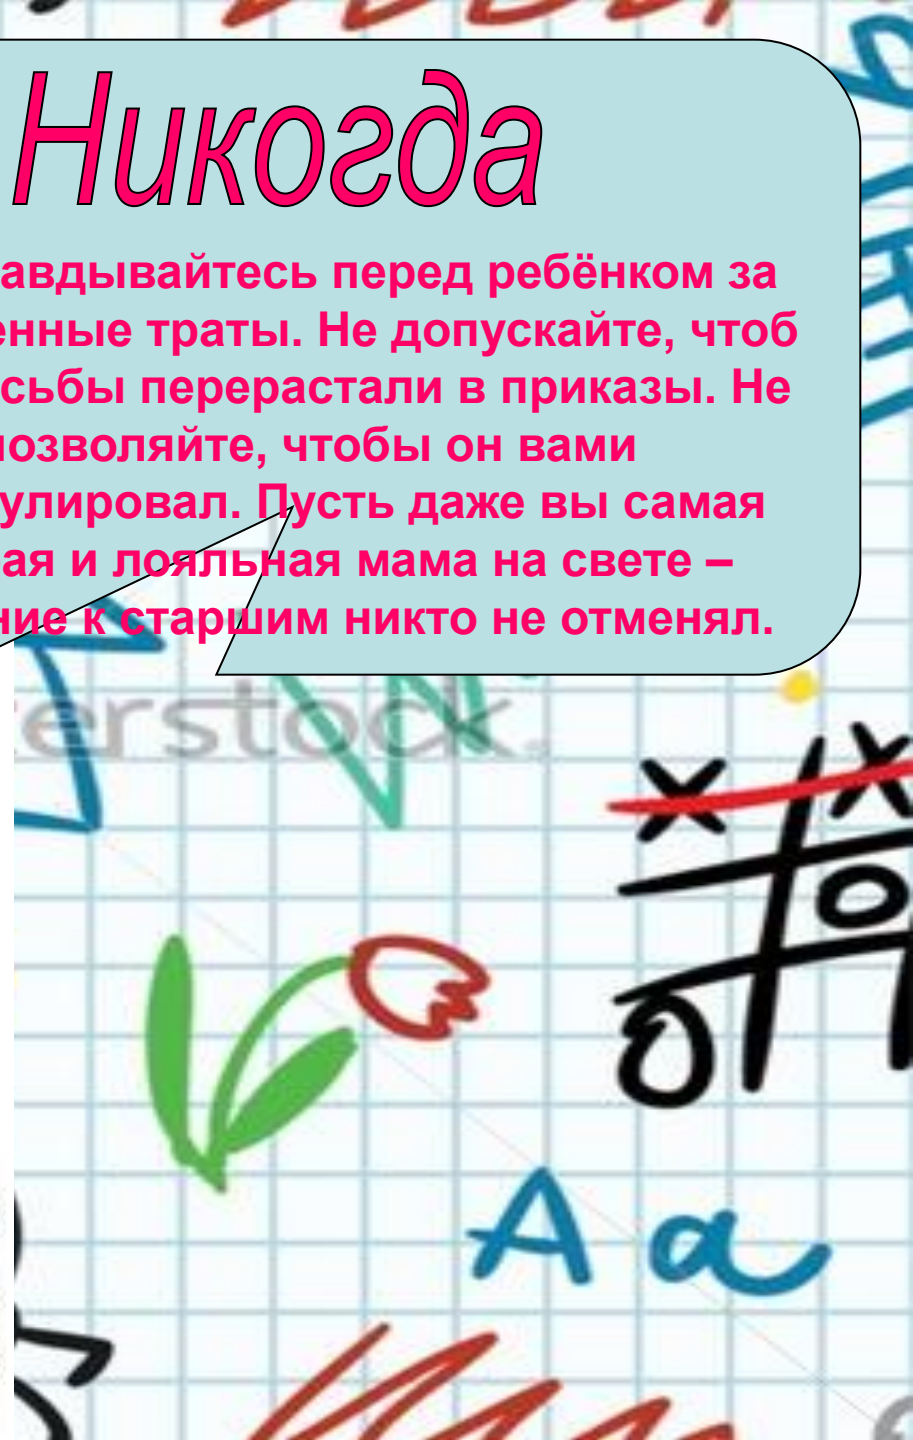 Никогда
авдывайтесь перед ребёнком за
енные траты. Не допускайте, чтоб
сьбы перерастали в приказы. Не
позволяйте, чтобы он вами
улировал. Пусть даже вы самая
ая и лояльная мама на свете –
ние к старшим никто не отменял.
erstock.
A a